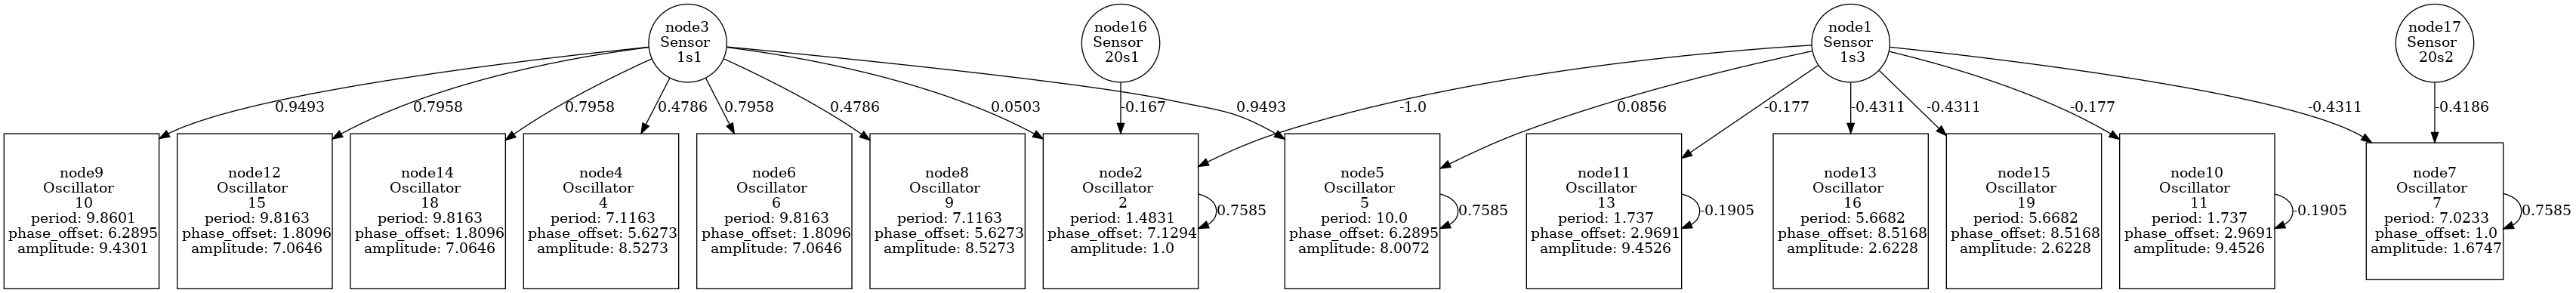 node3
Sensor
1s1
node16
Sensor
20s1
node1
Sensor
1s3
node17
Sensor
20s2
0.9493
0.7958
0.7958
0.4786
0.7958
0.4786
0.0503
-0.167
0.9493
-1.0
0.0856
-0.177
-0.4311
-0.4311
-0.177
-0.4311
-0.4186
node9
Oscillator
10
period: 9.8601
phase_offset: 6.2895
amplitude: 9.4301
node12
Oscillator
15
period: 9.8163
phase_offset: 1.8096
amplitude: 7.0646
node14
Oscillator
18
period: 9.8163
phase_offset: 1.8096
amplitude: 7.0646
node4
Oscillator
4
period: 7.1163
phase_offset: 5.6273
amplitude: 8.5273
node6
Oscillator
6
period: 9.8163
phase_offset: 1.8096
amplitude: 7.0646
node8
Oscillator
9
period: 7.1163
phase_offset: 5.6273
amplitude: 8.5273
node2
Oscillator
2
period: 1.4831
phase_offset: 7.1294
amplitude: 1.0
0.7585
node5
Oscillator
5
period: 10.0
phase_offset: 6.2895
amplitude: 8.0072
0.7585
node11
Oscillator
13
period: 1.737
phase_offset: 2.9691
amplitude: 9.4526
-0.1905
node13
Oscillator
16
period: 5.6682
phase_offset: 8.5168
amplitude: 2.6228
node15
Oscillator
19
period: 5.6682
phase_offset: 8.5168
amplitude: 2.6228
node10
Oscillator
11
period: 1.737
phase_offset: 2.9691
amplitude: 9.4526
-0.1905
node7
Oscillator
7
period: 7.0233
phase_offset: 1.0
amplitude: 1.6747
0.7585